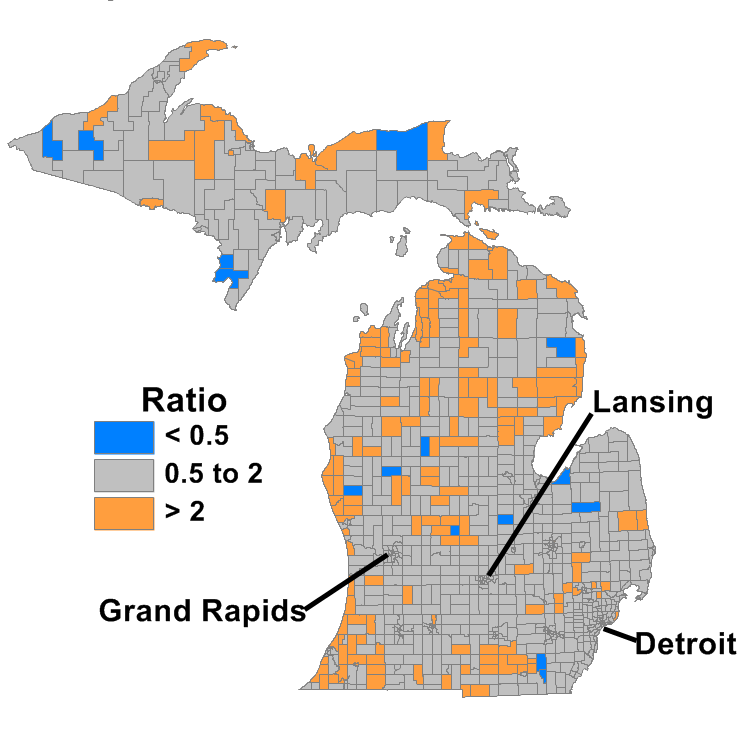 Ratio
< 0.5
0.5 to 2
> 2
Lansing
Grand Rapids
Detroit